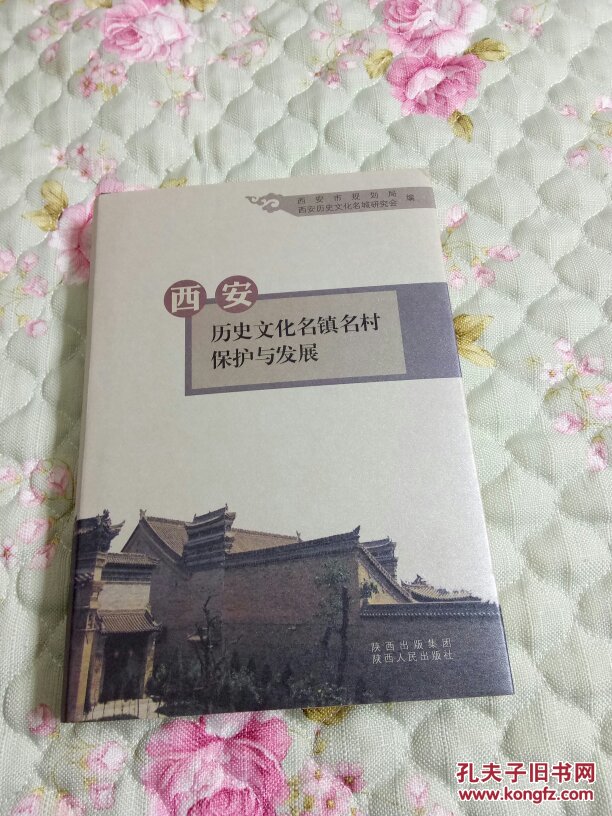 西安市规划局
西安历史文化名城研究会 编
西安
历史文化名镇名村
保护与发展
陕西出版集团
陕西人民出版社
孔夫子旧书网
www.kongfz.com